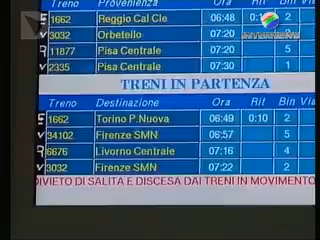 Treno Provenienza Ora Rit Bin Via
1662 Reggio Cal Cle 06:48 2
3032 Orbetello 07:20
11877 Pisa Centrale 07:20 5
2335 Pisa Centrale 07:30 1
TRENI IN PARTENZA
Treno Destinazione Ora Rit Bin Via
1662 Torino P.Nuova 06:49 0:10 2
34102 Firenze SMN 06:57 5
6676 Livorno Centrale 07:16 4
3032 Firenze SMN 07:22 2
DIVIETO DI SALITA E DISCESA DAI TRENI IN MOVIMENTO